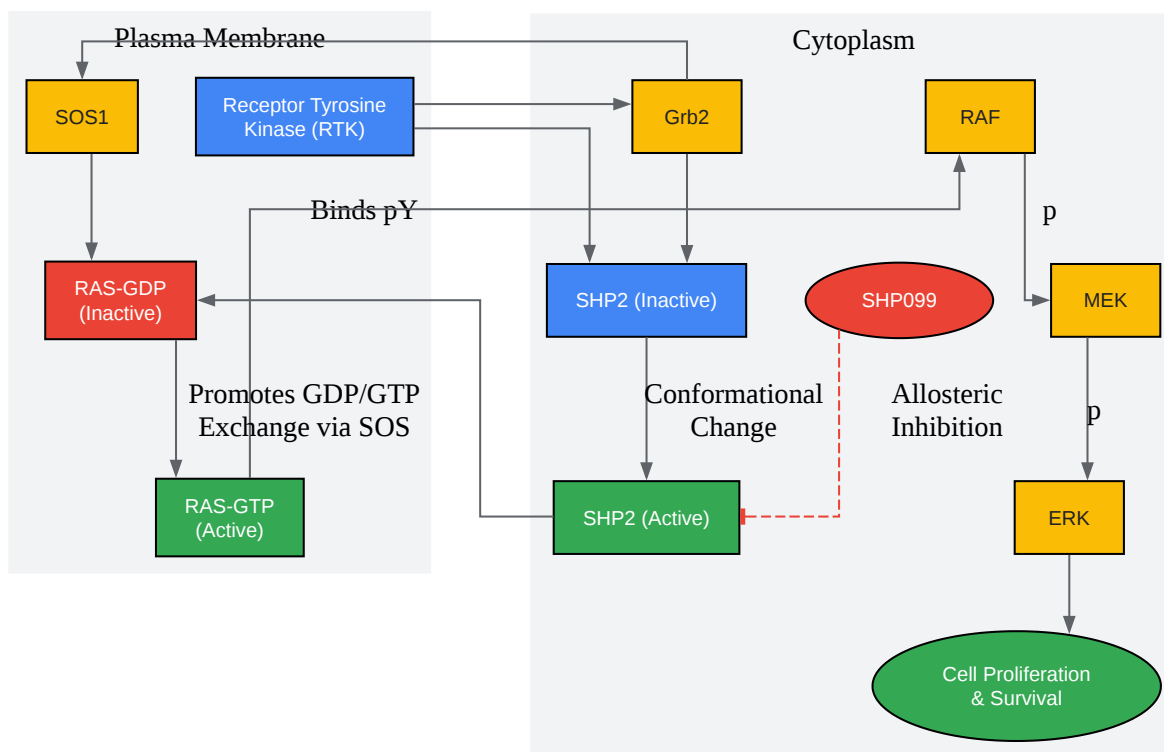 Plasma Membrane
Cytoplasm
SOS1
Receptor Tyrosine
Kinase (RTK)
Grb2
RAF
Binds pY
p
RAS-GDP
(Inactive)
SHP2 (Inactive)
SHP099
MEK
Promotes GDP/GTP
Exchange via SOS
Conformational
Change
Allosteric
Inhibition
p
RAS-GTP
(Active)
SHP2 (Active)
ERK
Cell Proliferation
& Survival